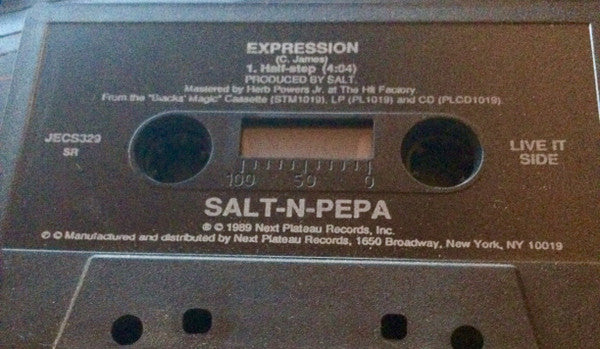 EXPRESSION
(C. James)
1. Half-step (4:04)
PRODUCED BY SALT.
Mastered by Herb Powers Jr. at The Hit Factory.
From the "Blacks' Magic" Cassette (STM1019), LP (PL1019) and CD (PLCD1019).
JECS329
SR
LIVE IT
SIDE
100 50 0
SALT-N-PEPA
℗ © 1989 Next Plateau Records, Inc.
℗ © Manufactured and distributed by Next Plateau Records, 1650 Broadway, New York, NY 10019